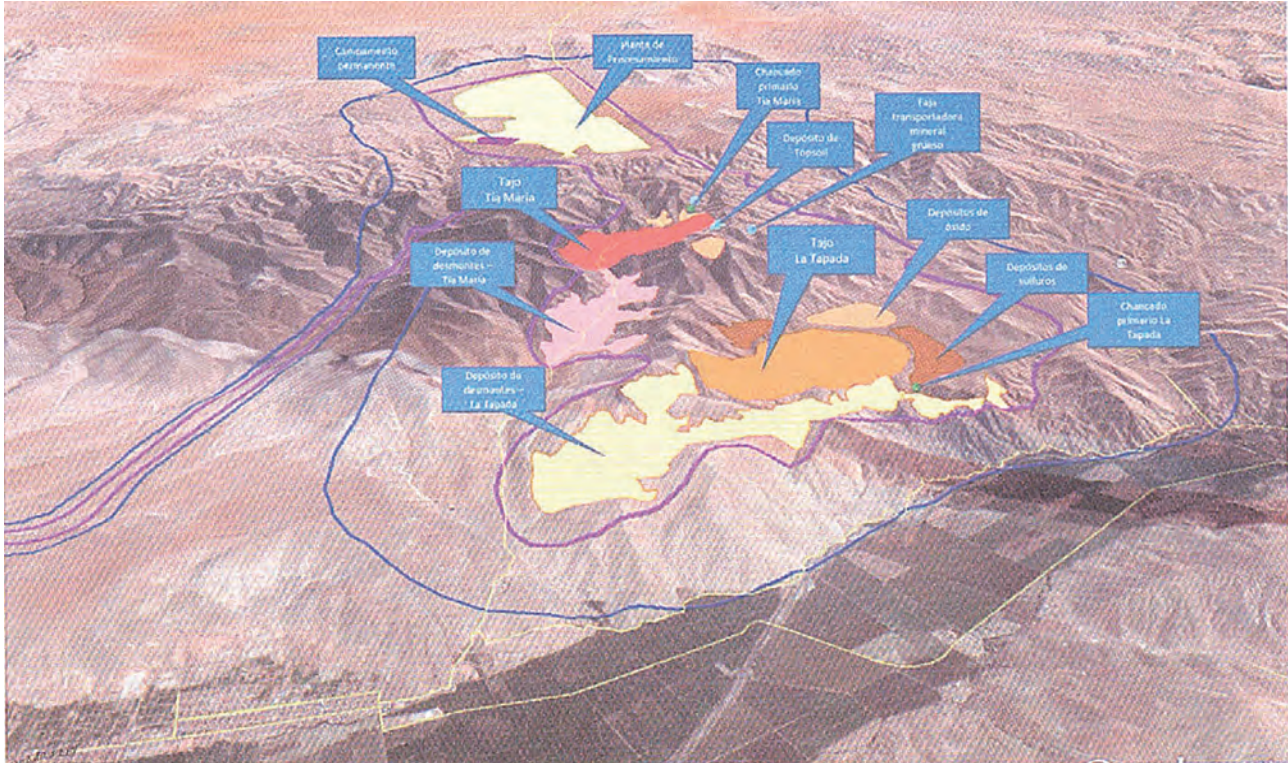 Campamento
permanente
Planta de
Procesamiento
Chancado
primario
Tía María
Faja
transportadora
mineral
grueso
Depósito de
Topsoil
Tajo
Tía María
Depósitos de
óxido
Depósito de
desmontes –
Tía María
Tajo
La Tapada
Depósitos de
sulfuros
Chancado
primario La
Tapada
Depósito de
desmontes –
La Tapada